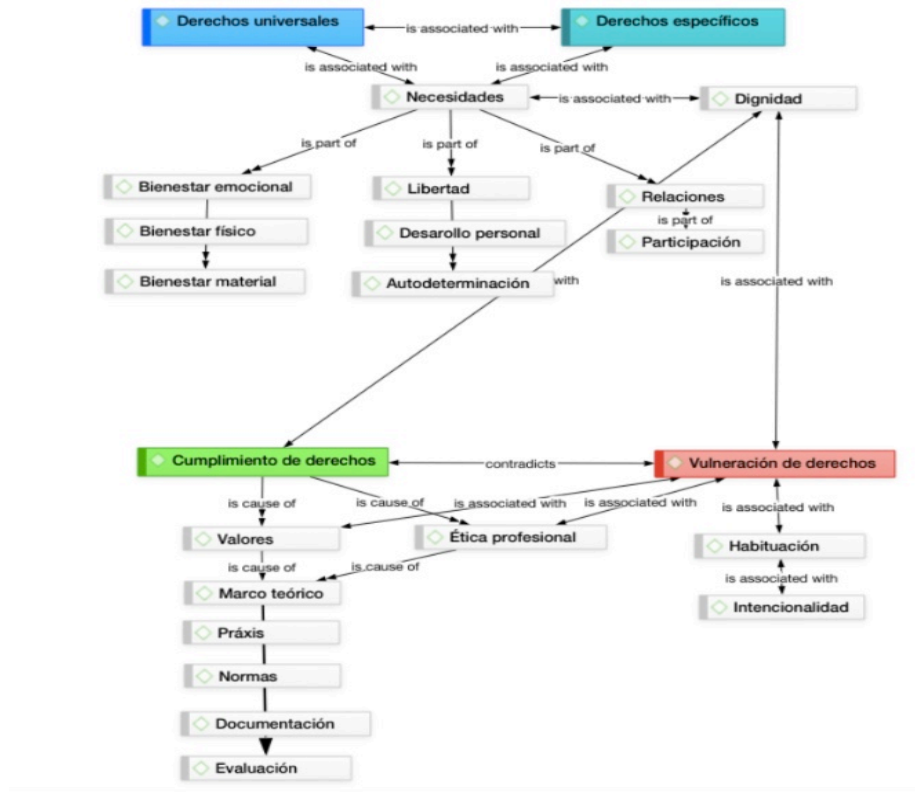 Derechos universales
is associated with
Derechos específicos
is associated with
is associated with
Necesidades
is associated with
Dignidad
is part of
is part of
is part of
Bienestar emocional
Libertad
Relaciones
is part of
Bienestar físico
Desarollo personal
Participación
Bienestar material
Autodeterminación
with
is associated with
Cumplimiento de derechos
contradicts
Vulneración de derechos
is cause of
is cause of
is associated with
is associated with
is associated with
Valores
Ética profesional
Habituación
is cause of
is cause of
is associated with
Marco teórico
Intencionalidad
Práxis
Normas
Documentación
Evaluación